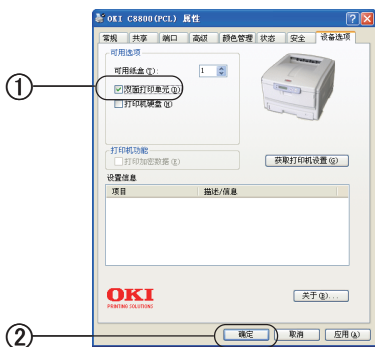 OKI C8800(PCL) 属性
常规 共享 端口 高级 颜色管理 状态 安全 设备选项
可用选项
可用纸盒(T): 1
① 双面打印单元(D)
打印机硬盘(H)
打印机功能
打印加密数据(E)
获取打印机设置(G)
设置信息
项目 描述/信息
OKI
PRINTING SOLUTIONS
关于(B)...
② 确定 取消 应用(A)